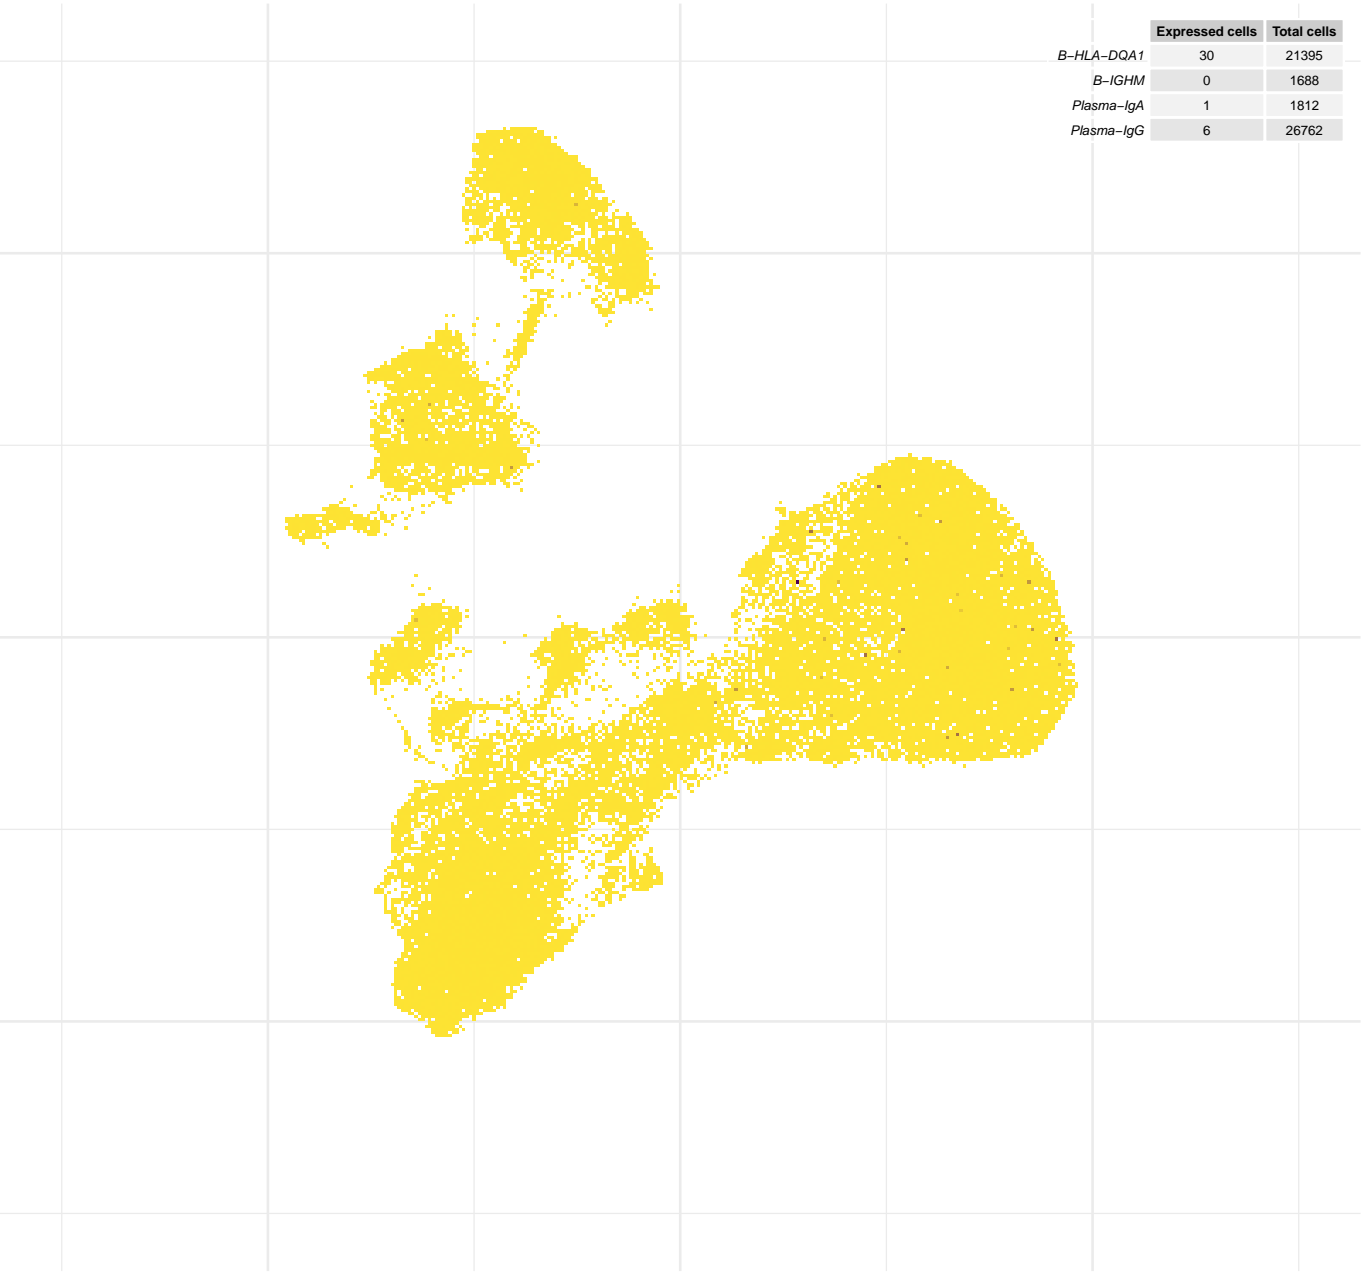 Expressed cells Total cells
B−HLA−DQA1 30 21395
B−IGHM 0 1688
Plasma−IgA 1 1812
Plasma−IgG 6 26762